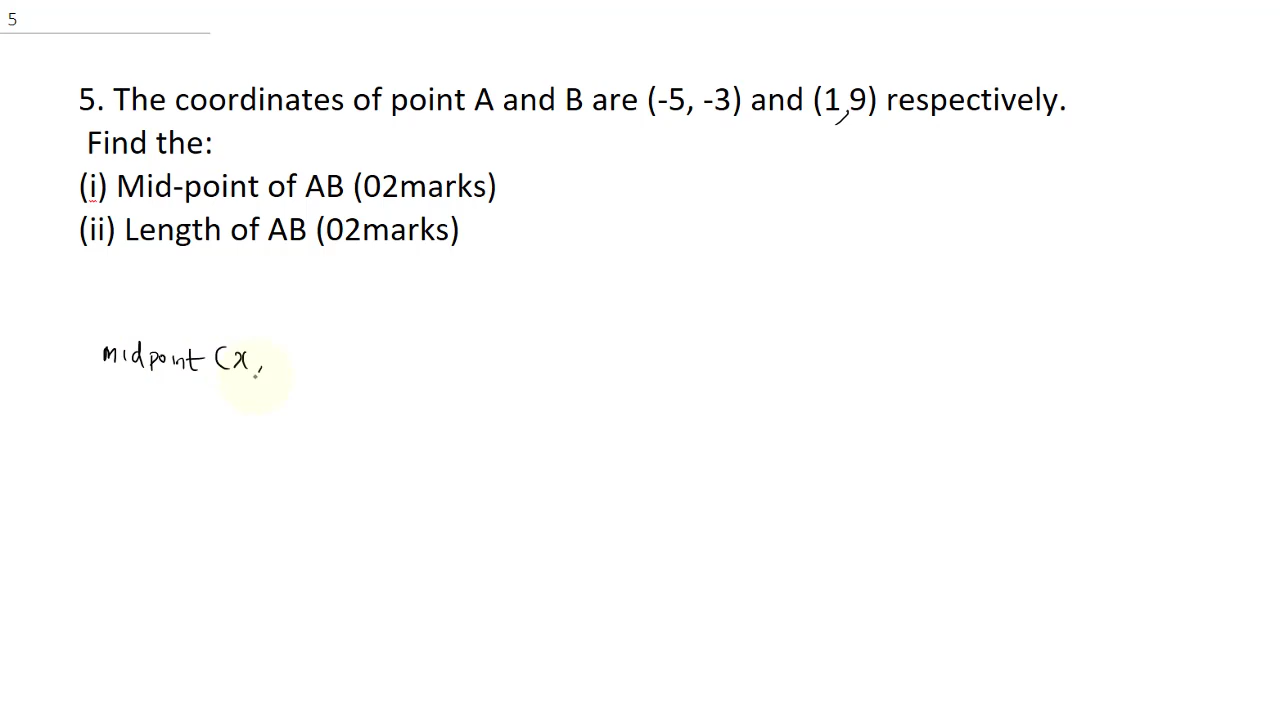 5
5. The coordinates of point A and B are (-5, -3) and (1,9) respectively.
Find the:
(i) Mid-point of AB (02marks)
(ii) Length of AB (02marks)
midpoint (x,